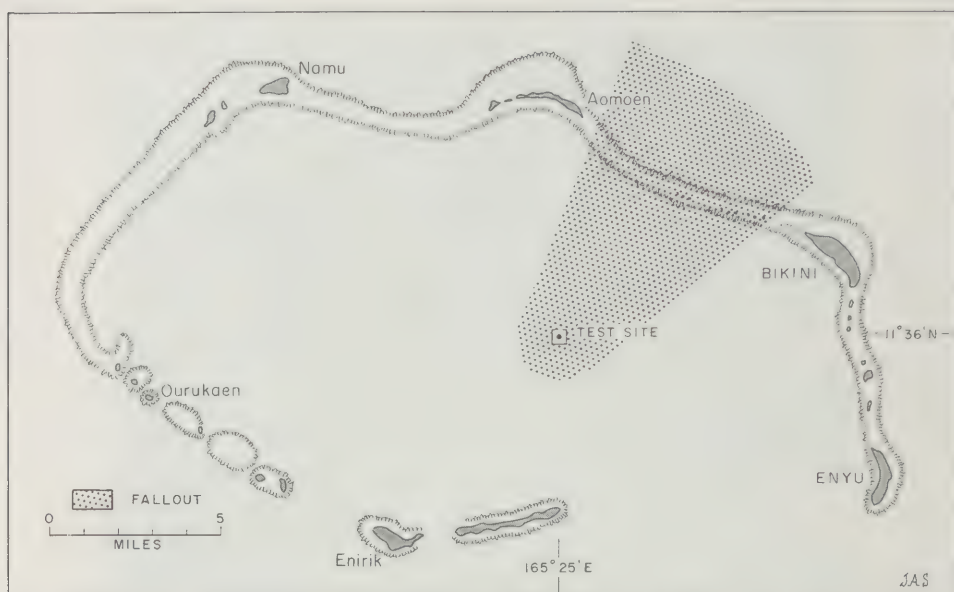 Namu
Aomoen
BIKINI
TEST SITE
11° 36' N
Ourukaen
ENYU
FALLOUT
0 5
MILES
Enirik
165° 25' E
JAS